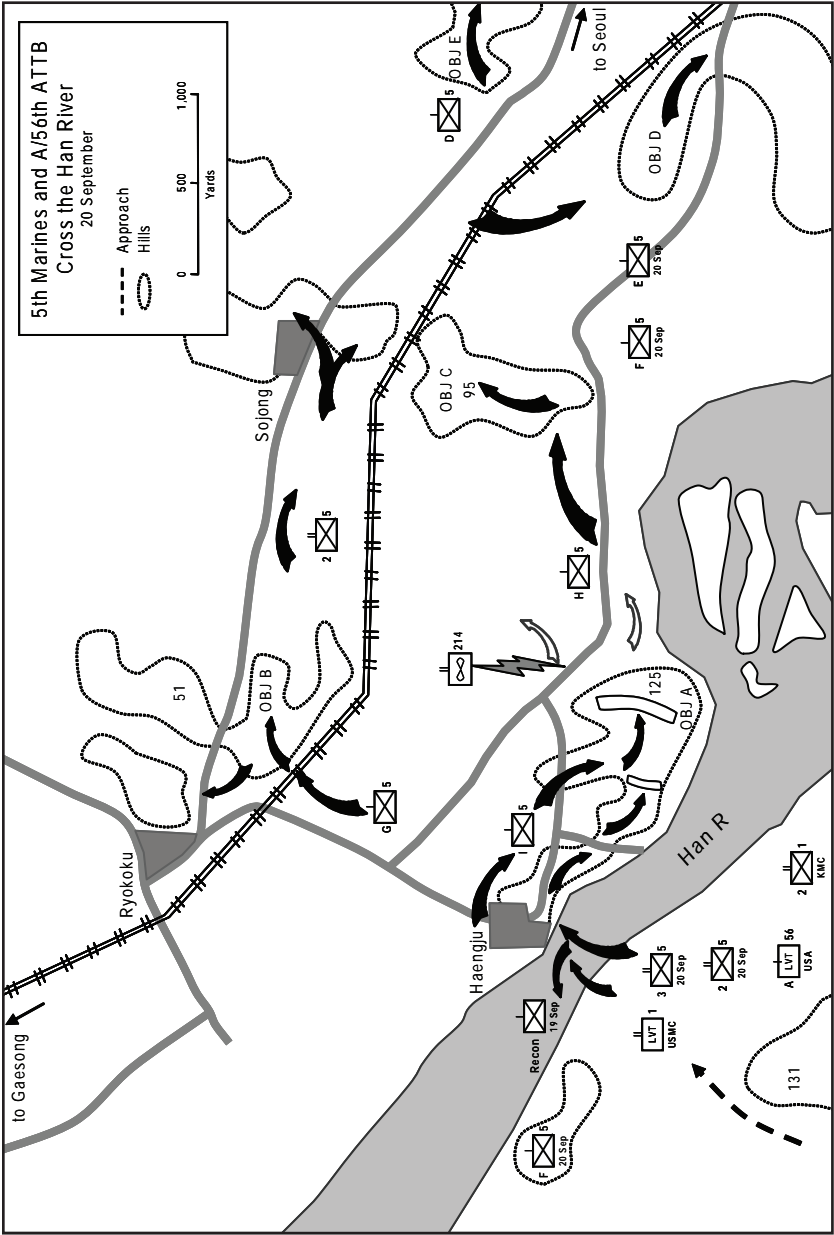 5th Marines and A/56th ATTB
Cross the Han River
20 September
Approach
Hills
0
500
1,000
Yards
to Gaesong
Ryokoku
51
OBJ B
G
5
2
5
Sojong
D
5
OBJ E
to Seoul
OBJ C
95
OBJ D
E
5
20 Sep
F
5
20 Sep
H
5
214
Haengju
I
5
125
OBJ A
Han R
Recon
19 Sep
F
5
20 Sep
3
5
20 Sep
2
5
20 Sep
LVT
1
USMC
A
LVT
56
USA
2
1
KMC
131